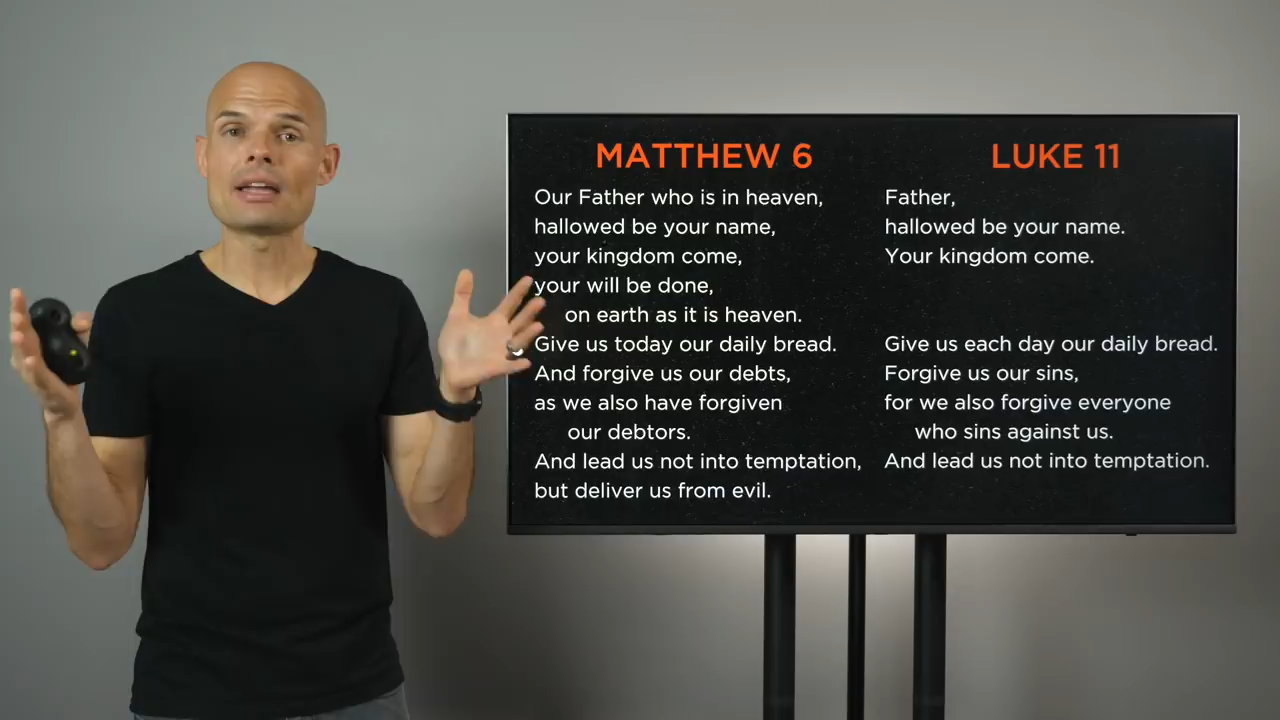 MATTHEW 6
Our Father who is in heaven,
hallowed be your name,
your kingdom come,
your will be done,
on earth as it is heaven.
Give us today our daily bread.
And forgive us our debts,
as we also have forgiven
our debtors.
And lead us not into temptation,
but deliver us from evil.
LUKE 11
Father,
hallowed be your name.
Your kingdom come.
Give us each day our daily bread.
Forgive us our sins,
for we also forgive everyone
who sins against us.
And lead us not into temptation.